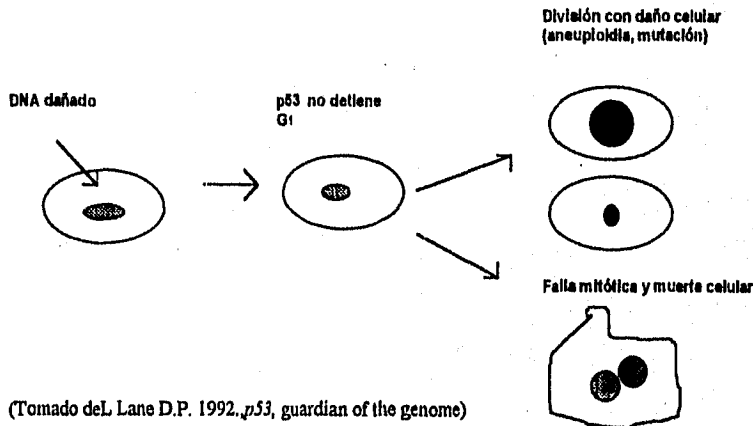 División con daño celular
(aneuploidia, mutación)
DNA dañado
p53 no detiene
G1
Falla mitótica y muerte celular
(Tomado deL Lane D.P. 1992.,p53, guardian of the genome)